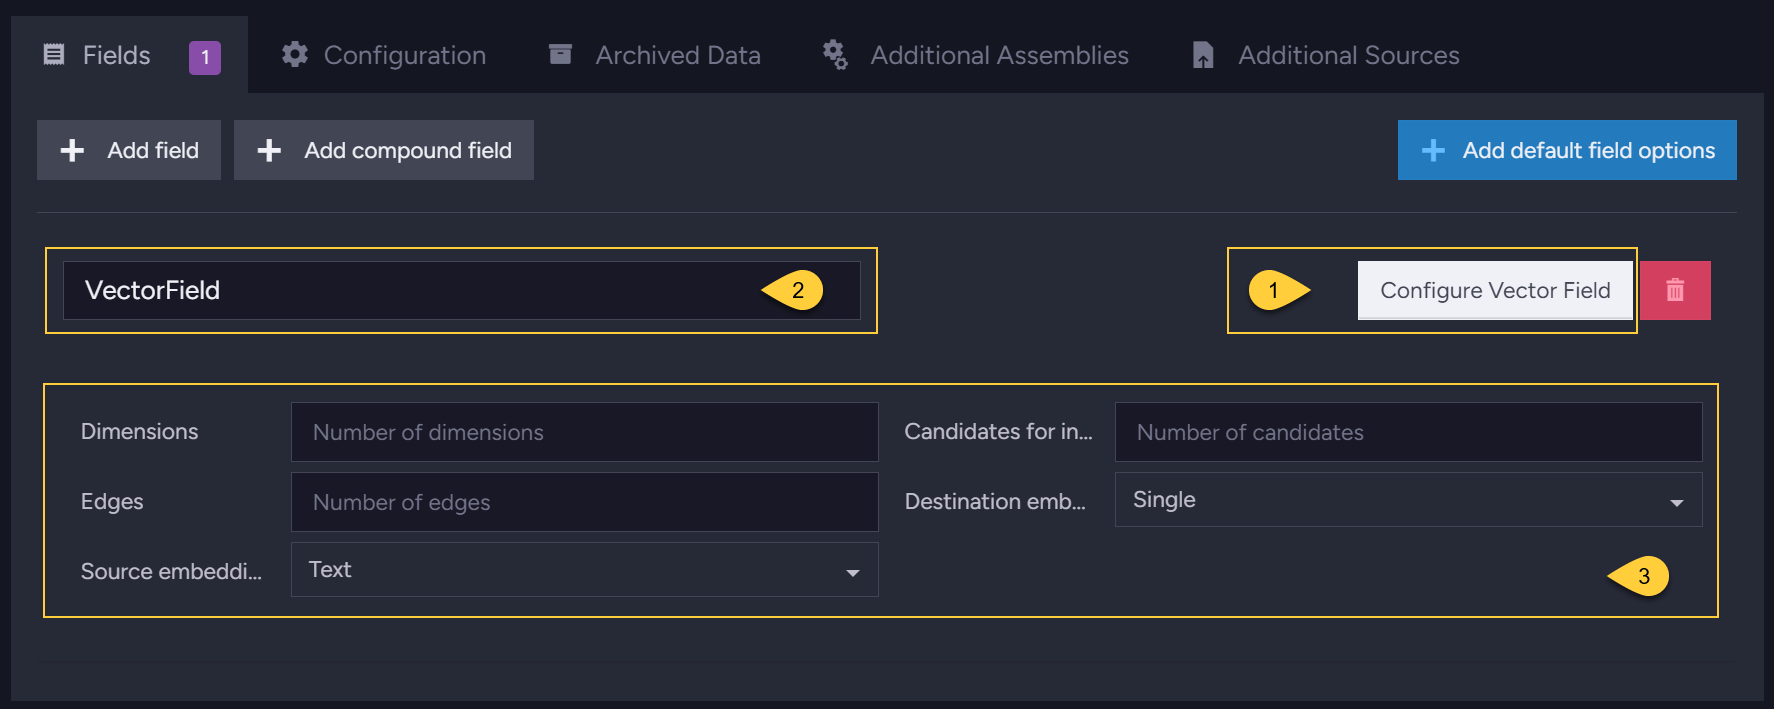 Fields 1 Configuration Archived Data Additional Assemblies Additional Sources
Add field Add compound field Add default field options
VectorField 2 1 Configure Vector Field
Dimensions Number of dimensions Candidates for in... Number of candidates
Edges Number of edges Destination emb... Single
Source embeddi... Text 3